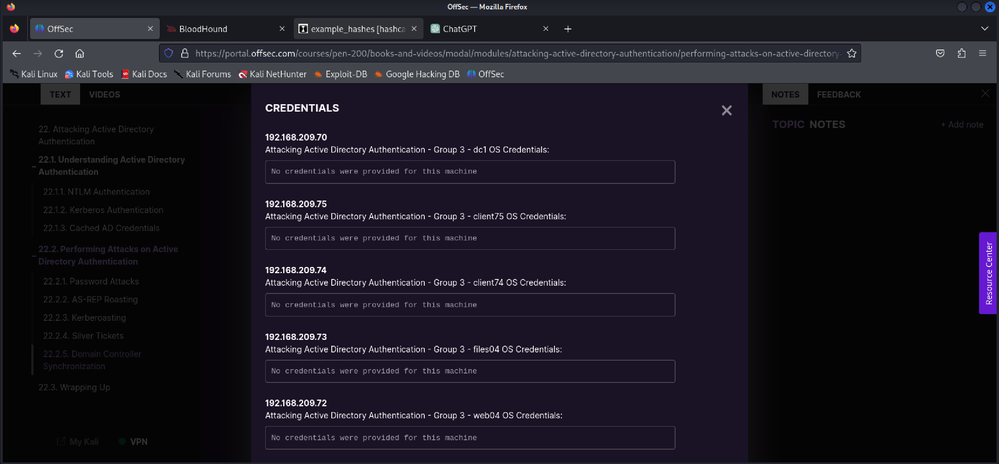 OffSec — Mozilla Firefox
OffSec
BloodHound
example_hashes [hashca
ChatGPT
https://portal.offsec.com/courses/pen-200/books-and-videos/modal/modules/attacking-active-directory-authentication/performing-attacks-on-active-directory-
Kali Linux
Kali Tools
Kali Docs
Kali Forums
Kali NetHunter
Exploit-DB
Google Hacking DB
OffSec
TEXT
VIDEOS
22. Attacking Active Directory
Authentication
22.1. Understanding Active Directory
Authentication
22.1.1. NTLM Authentication
22.1.2. Kerberos Authentication
22.1.3. Cached AD Credentials
22.2. Performing Attacks on Active
Directory Authentication
22.2.1. Password Attacks
22.2.2. AS-REP Roasting
22.2.3. Kerberoasting
22.2.4. Silver Tickets
22.2.5. Domain Controller
Synchronization
22.3. Wrapping Up
My Kali
VPN
CREDENTIALS
192.168.209.70
Attacking Active Directory Authentication - Group 3 - dc1 OS Credentials:
No credentials were provided for this machine
192.168.209.75
Attacking Active Directory Authentication - Group 3 - client75 OS Credentials:
No credentials were provided for this machine
192.168.209.74
Attacking Active Directory Authentication - Group 3 - client74 OS Credentials:
No credentials were provided for this machine
192.168.209.73
Attacking Active Directory Authentication - Group 3 - files04 OS Credentials:
No credentials were provided for this machine
192.168.209.72
Attacking Active Directory Authentication - Group 3 - web04 OS Credentials:
No credentials were provided for this machine
NOTES
FEEDBACK
TOPIC NOTES
+ Add note
Resource Center